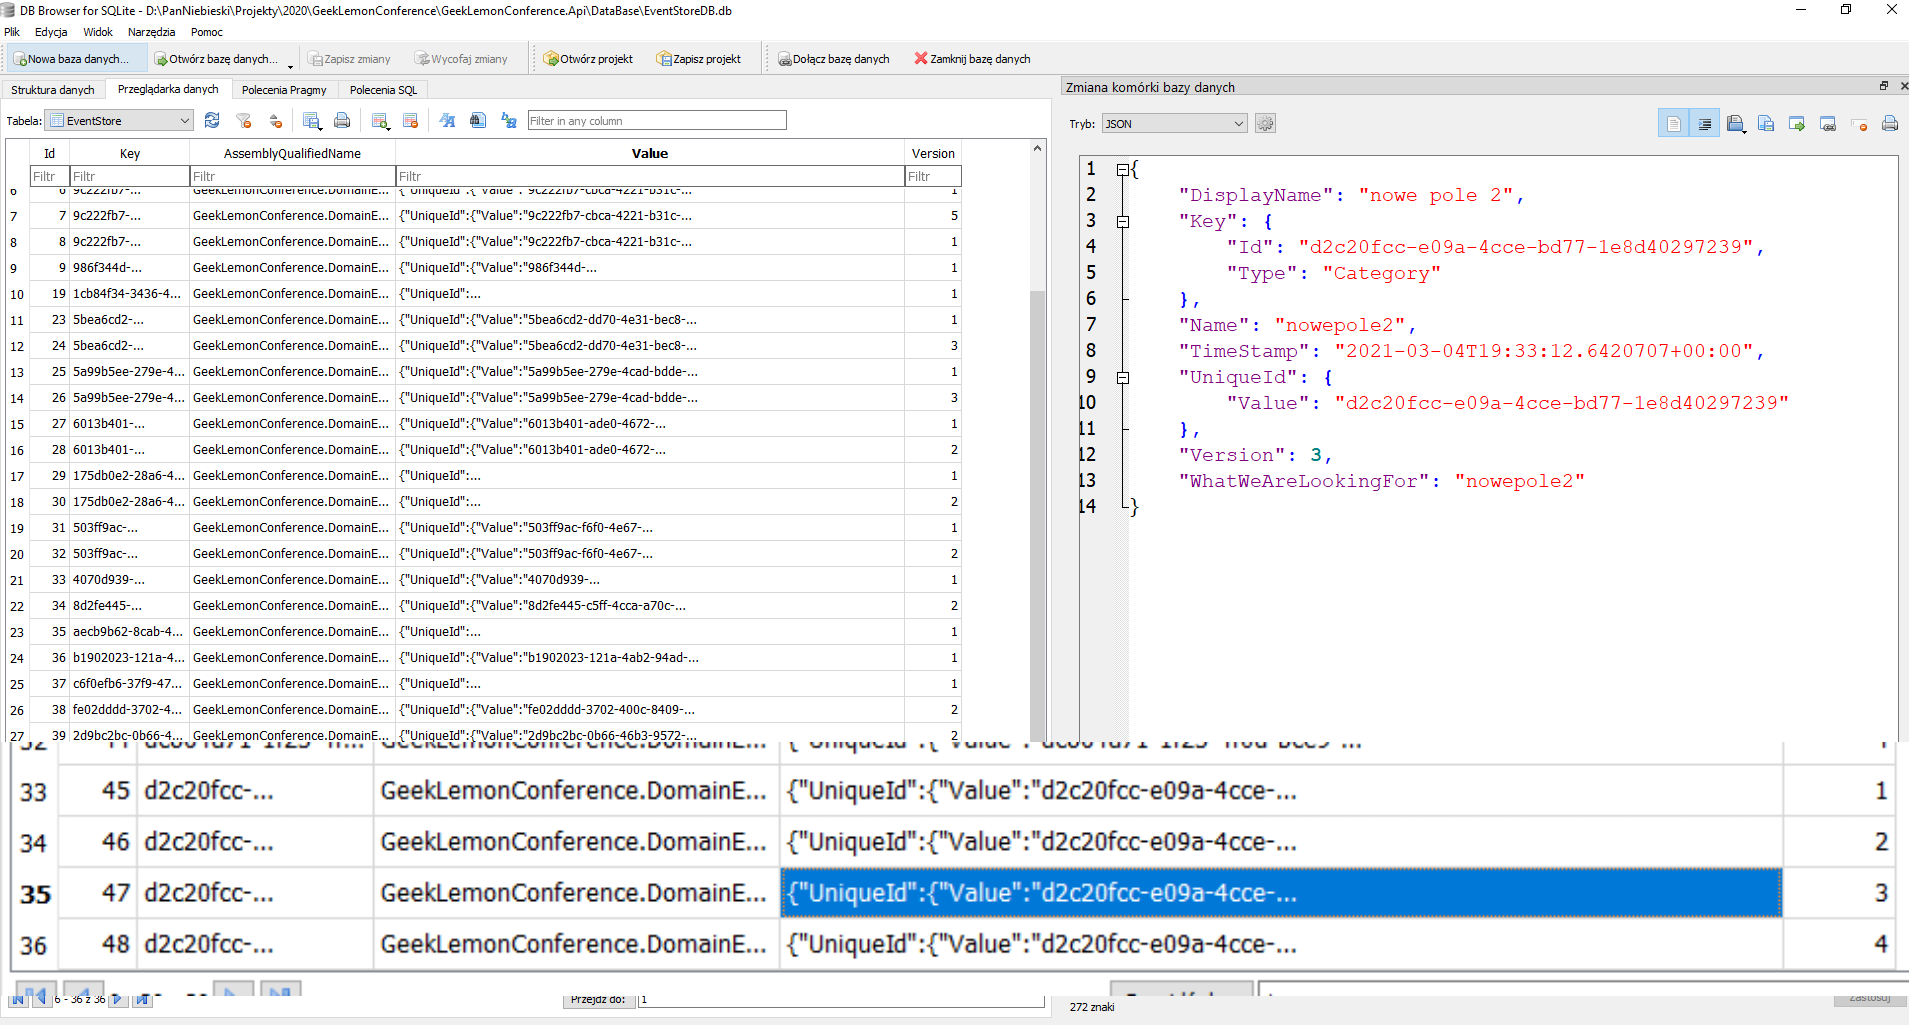 DB Browser for SQLite - D:\PanNiebieski\Projekty\2020\GeekLemonConference\GeekLemonConference.Api\DataBase\EventStoreDB.db
Plik Edycja Widok Narzędzia Pomoc
Nowa baza danych... Otwórz bazę danych... Zapisz zmiany Wycofaj zmiany Otwórz projekt Zapisz projekt Dołącz bazę danych Zamknij bazę danych
Struktura danych Przeglądarka danych Polecenia Pragmy Polecenia SQL
Tabela: EventStore Filter in any column
Id Key AssemblyQualifiedName Value Version
Filtr Filtr Filtr Filtr Filtr
6 6 9c222fb7-... GeekLemonConference.DomainE... {"UniqueId":{"Value":"9c222fb7-cbca-4221-b31c-... 1
7 7 9c222fb7-... GeekLemonConference.DomainE... {"UniqueId":{"Value":"9c222fb7-cbca-4221-b31c-... 5
8 8 9c222fb7-... GeekLemonConference.DomainE... {"UniqueId":{"Value":"9c222fb7-cbca-4221-b31c-... 1
9 9 986f344d-... GeekLemonConference.DomainE... {"UniqueId":{"Value":"986f344d-... 1
10 19 1cb84f34-3436-4... GeekLemonConference.DomainE... {"UniqueId":... 1
11 23 5bea6cd2-... GeekLemonConference.DomainE... {"UniqueId":{"Value":"5bea6cd2-dd70-4e31-bec8-... 1
12 24 5bea6cd2-... GeekLemonConference.DomainE... {"UniqueId":{"Value":"5bea6cd2-dd70-4e31-bec8-... 3
13 25 5a99b5ee-279e-4... GeekLemonConference.DomainE... {"UniqueId":{"Value":"5a99b5ee-279e-4cad-bdde-... 1
14 26 5a99b5ee-279e-4... GeekLemonConference.DomainE... {"UniqueId":{"Value":"5a99b5ee-279e-4cad-bdde-... 3
15 27 6013b401-... GeekLemonConference.DomainE... {"UniqueId":{"Value":"6013b401-ade0-4672-... 1
16 28 6013b401-... GeekLemonConference.DomainE... {"UniqueId":{"Value":"6013b401-ade0-4672-... 2
17 29 175db0e2-28a6-4... GeekLemonConference.DomainE... {"UniqueId":... 1
18 30 175db0e2-28a6-4... GeekLemonConference.DomainE... {"UniqueId":... 2
19 31 503ff9ac-... GeekLemonConference.DomainE... {"UniqueId":{"Value":"503ff9ac-f6f0-4e67-... 1
20 32 503ff9ac-... GeekLemonConference.DomainE... {"UniqueId":{"Value":"503ff9ac-f6f0-4e67-... 2
21 33 4070d939-... GeekLemonConference.DomainE... {"UniqueId":{"Value":"4070d939-... 1
22 34 8d2fe445-... GeekLemonConference.DomainE... {"UniqueId":{"Value":"8d2fe445-c5ff-4cca-a70c-... 2
23 35 aecb9b62-8cab-4... GeekLemonConference.DomainE... {"UniqueId":... 1
24 36 b1902023-121a-4... GeekLemonConference.DomainE... {"UniqueId":{"Value":"b1902023-121a-4ab2-94ad-... 1
25 37 c6f0efb6-37f9-47... GeekLemonConference.DomainE... {"UniqueId":... 1
26 38 fe02dddd-3702-4... GeekLemonConference.DomainE... {"UniqueId":{"Value":"fe02dddd-3702-400c-8409-... 2
27 39 2d9bc2bc-0b66-4... GeekLemonConference.DomainE... {"UniqueId":{"Value":"2d9bc2bc-0b66-46b3-9572-... 2
33 45 d2c20fcc-... GeekLemonConference.DomainE... {"UniqueId":{"Value":"d2c20fcc-e09a-4cce-... 1
34 46 d2c20fcc-... GeekLemonConference.DomainE... {"UniqueId":{"Value":"d2c20fcc-e09a-4cce-... 2
35 47 d2c20fcc-... GeekLemonConference.DomainE... {"UniqueId":{"Value":"d2c20fcc-e09a-4cce-... 3
36 48 d2c20fcc-... GeekLemonConference.DomainE... {"UniqueId":{"Value":"d2c20fcc-e09a-4cce-... 4
6 - 36 z 36 Przejdź do: 1
Zmiana komórki bazy danych
Tryb: JSON
1 {
2 "DisplayName": "nowe pole 2",
3 "Key": {
4 "Id": "d2c20fcc-e09a-4cce-bd77-1e8d40297239",
5 "Type": "Category"
6 },
7 "Name": "nowepole2",
8 "TimeStamp": "2021-03-04T19:33:12.6420707+00:00",
9 "UniqueId": {
10 "Value": "d2c20fcc-e09a-4cce-bd77-1e8d40297239"
11 },
12 "Version": 3,
13 "WhatWeAreLookingFor": "nowepole2"
14 }
272 znaki Zastosuj